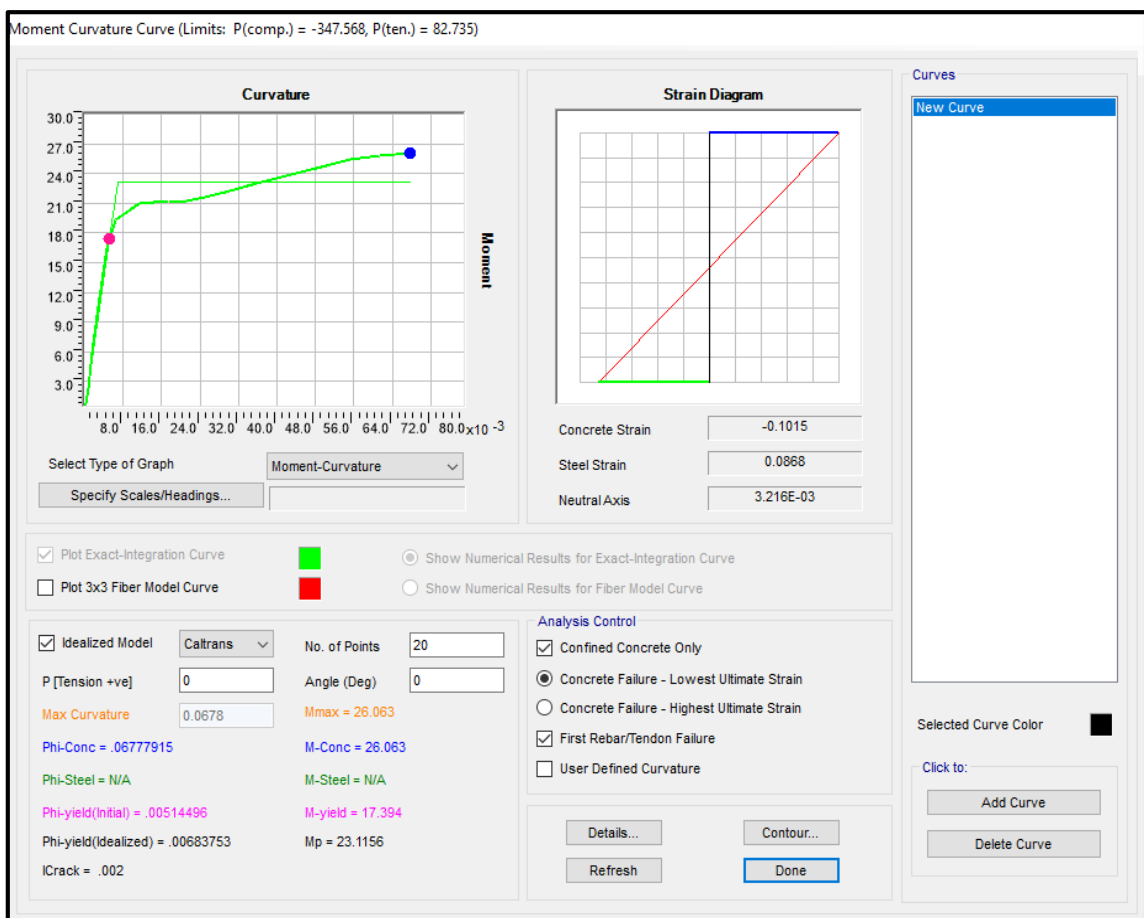 Moment Curvature Curve (Limits:  P(comp.) = -347.568, P(ten.) = 82.735)
Curvature
30.0
27.0
24.0
21.0
18.0
15.0
12.0
9.0
6.0
3.0
Moment
8.0 16.0 24.0 32.0 40.0 48.0 56.0 64.0 72.0 80.0 x10 -3
Select Type of Graph
Moment-Curvature
Specify Scales/Headings...
Strain Diagram
Concrete Strain
-0.1015
Steel Strain
0.0868
Neutral Axis
3.216E-03
Plot Exact-Integration Curve
Show Numerical Results for Exact-Integration Curve
Plot 3x3 Fiber Model Curve
Show Numerical Results for Fiber Model Curve
Idealized Model
Caltrans
No. of Points
20
P [Tension +ve]
0
Angle (Deg)
0
Max Curvature
0.0678
Mmax = 26.063
Phi-Conc = .06777915
M-Conc = 26.063
Phi-Steel = N/A
M-Steel = N/A
Phi-yield(Initial) = .00514496
M-yield = 17.394
Phi-yield(Idealized) = .00683753
Mp = 23.1156
ICrack = .002
Analysis Control
Confined Concrete Only
Concrete Failure - Lowest Ultimate Strain
Concrete Failure - Highest Ultimate Strain
First Rebar/Tendon Failure
User Defined Curvature
Details...
Contour...
Refresh
Done
Curves
New Curve
Selected Curve Color
Click to:
Add Curve
Delete Curve